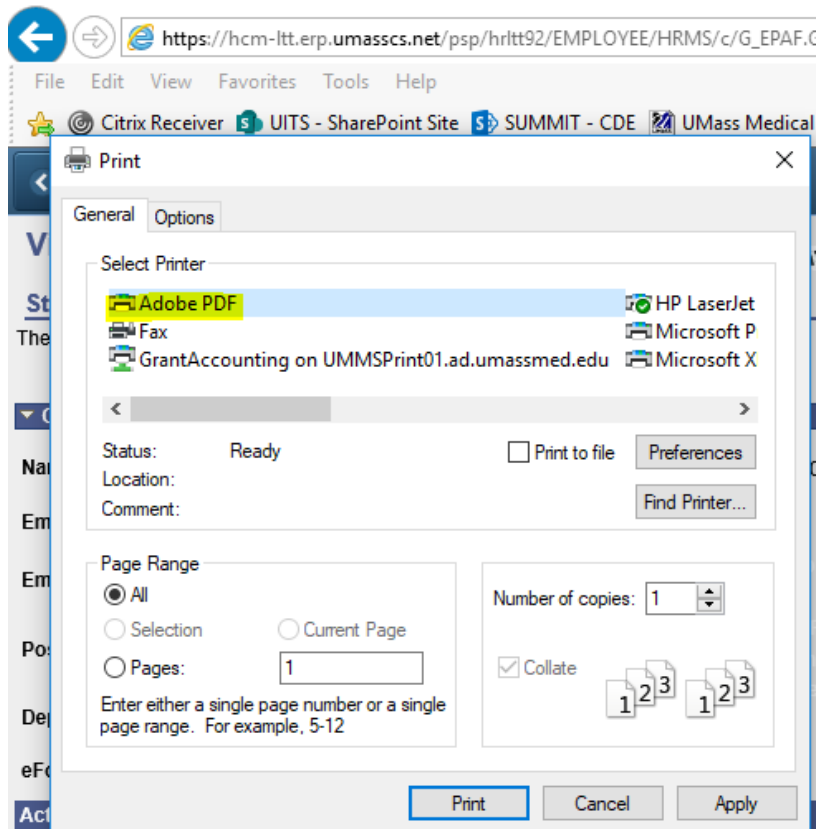 https://hcm-ltt.erp.umasscs.net/psp/hrltt92/EMPLOYEE/HRMS/c/G_EPAF.G
File Edit View Favorites Tools Help
Citrix Receiver UITS - SharePoint Site SUMMIT - CDE UMass Medical
Print
General Options
Select Printer
Adobe PDF HP LaserJet
Fax Microsoft P
GrantAccounting on UMMSPrint01.ad.umassmed.edu Microsoft X
Status: Ready Print to file Preferences
Location:
Comment: Find Printer...
Page Range
All Number of copies: 1
Selection Current Page
Pages: 1 Collate
1 2 3 1 2 3
Enter either a single page number or a single
page range. For example, 5-12
Print Cancel Apply
V
St
The
Nar
Em
Em
Pos
Dep
eFo
Act